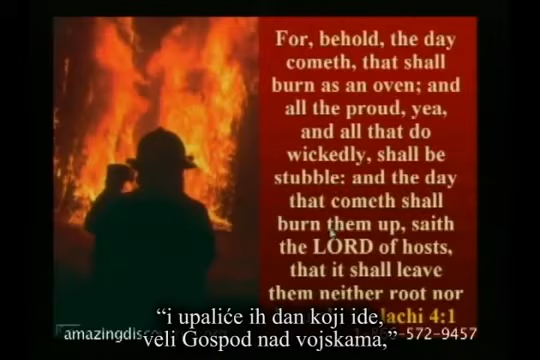 For, behold, the day
cometh, that shall
burn as an oven; and
all the proud, yea,
and all that do
wickedly, shall be
stubble: and the day
that cometh shall
burn them up, saith
the LORD of hosts,
that it shall leave
them neither root nor
lachi 4:1
“i upaliće ih dan koji ide,
veli Gospod nad vojskama,”
amazingdisc
572-9457